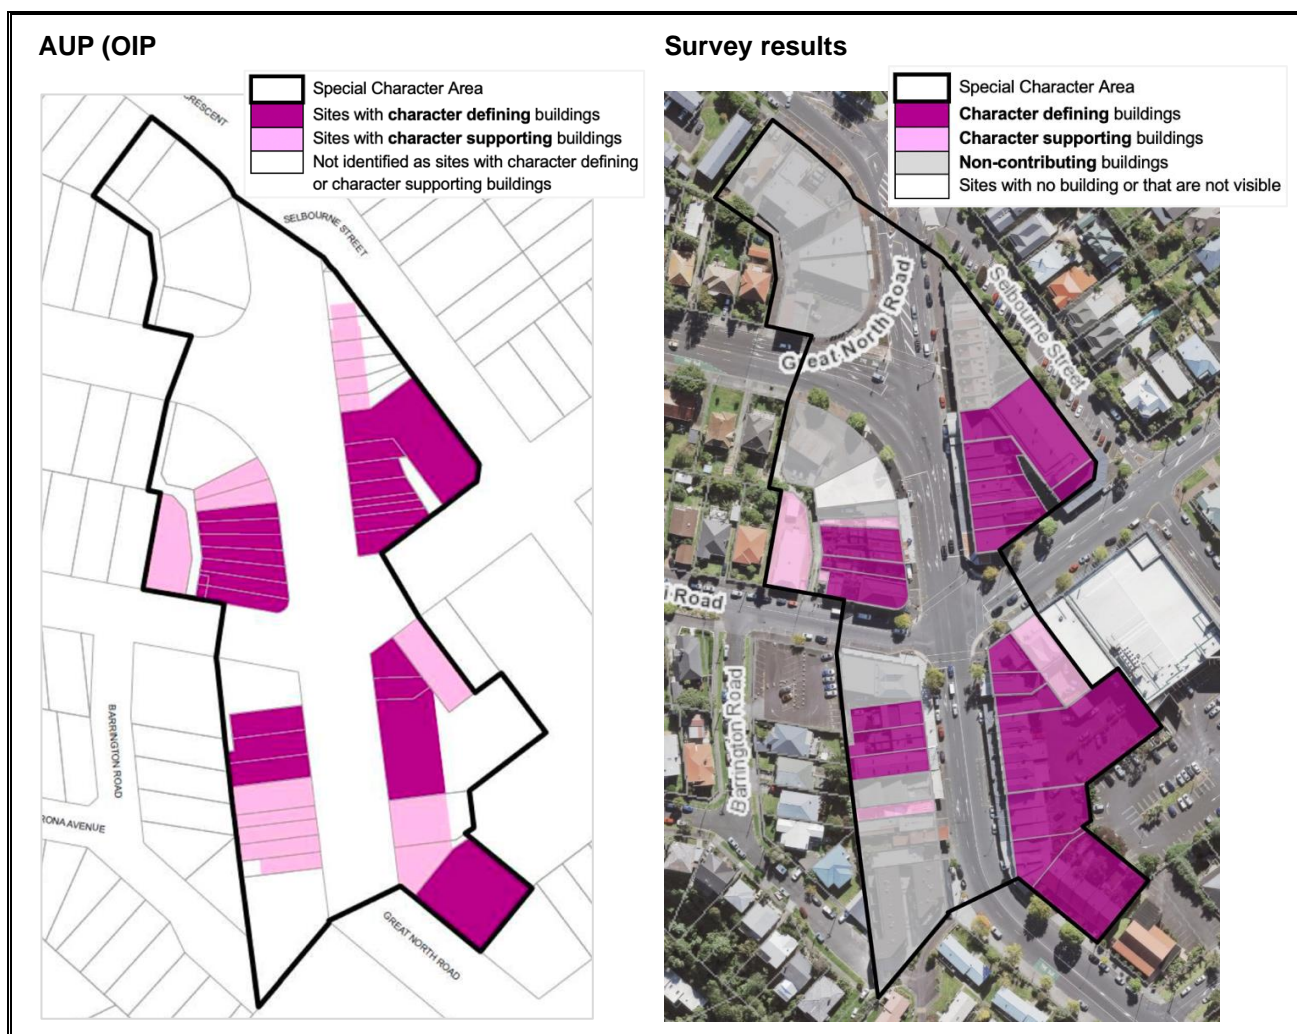 AUP (OIP
Survey results
Special Character Area
Sites with character defining buildings
Sites with character supporting buildings
Not identified as sites with character defining
or character supporting buildings
Special Character Area
Character defining buildings
Character supporting buildings
Non-contributing buildings
Sites with no building or that are not visible
CRESCENT
SELBOURNE STREET
BARRINGTON ROAD
RONA AVENUE
GREAT NORTH ROAD
Great North Road
Selbourne Street
i Road
Barrington Road